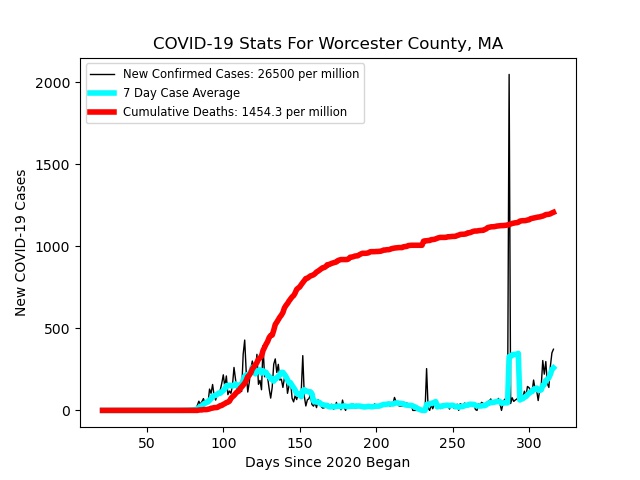 COVID-19 Stats For Worcester County, MA
New Confirmed Cases: 26500 per million
7 Day Case Average
Cumulative Deaths: 1454.3 per million
New COVID-19 Cases
2000
1500
1000
500
0
50 100 150 200 250 300
Days Since 2020 Began